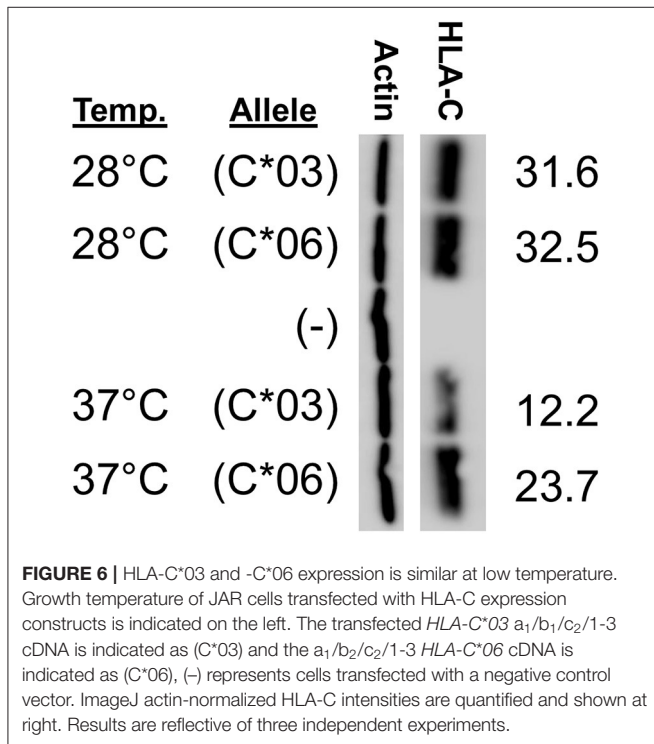 Temp. Allele Actin HLA-C
28°C (C*03) 31.6
28°C (C*06) 32.5
(-)
37°C (C*03) 12.2
37°C (C*06) 23.7
FIGURE 6 | HLA-C*03 and -C*06 expression is similar at low temperature.
Growth temperature of JAR cells transfected with HLA-C expression
constructs is indicated on the left. The transfected HLA-C*03 a₁/b₁/c₂/1-3
cDNA is indicated as (C*03) and the a₁/b₂/c₂/1-3 HLA-C*06 cDNA is
indicated as (C*06), (–) represents cells transfected with a negative control
vector. ImageJ actin-normalized HLA-C intensities are quantified and shown at
right. Results are reflective of three independent experiments.